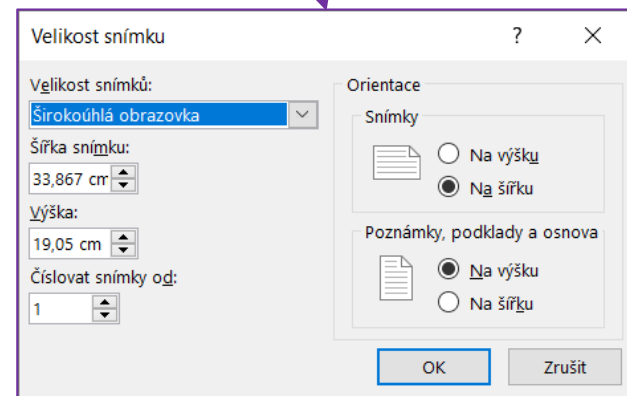 Velikost snímku
?
Velikost snímků:
Širokoúhlá obrazovka
Šířka snímku:
33,867 cm
Výška:
19,05 cm
Číslovat snímky od:
1
Orientace
Snímky
Na výšku
Na šířku
Poznámky, podklady a osnova
Na výšku
Na šířku
OK
Zrušit